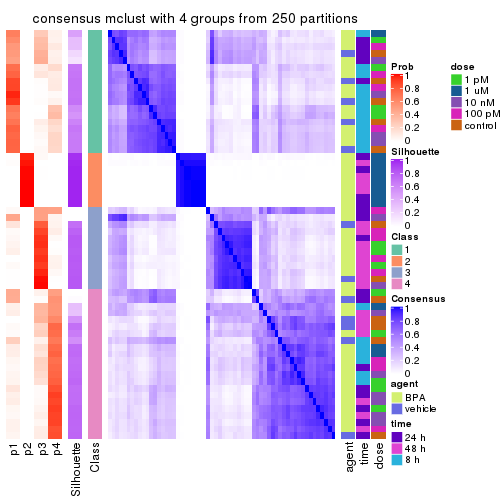 consensus mclust with 4 groups from 250 partitions
Prob
1
0.8
0.6
0.4
0.2
0
Silhouette
1
0.8
0.6
0.4
0.2
0
Class
1
2
3
4
Consensus
1
0.8
0.6
0.4
0.2
0
agent
BPA
vehicle
time
24 h
48 h
8 h
dose
1 pM
1 uM
10 nM
100 pM
control
p1
p2
p3
p4
Silhouette
Class
agent
time
dose